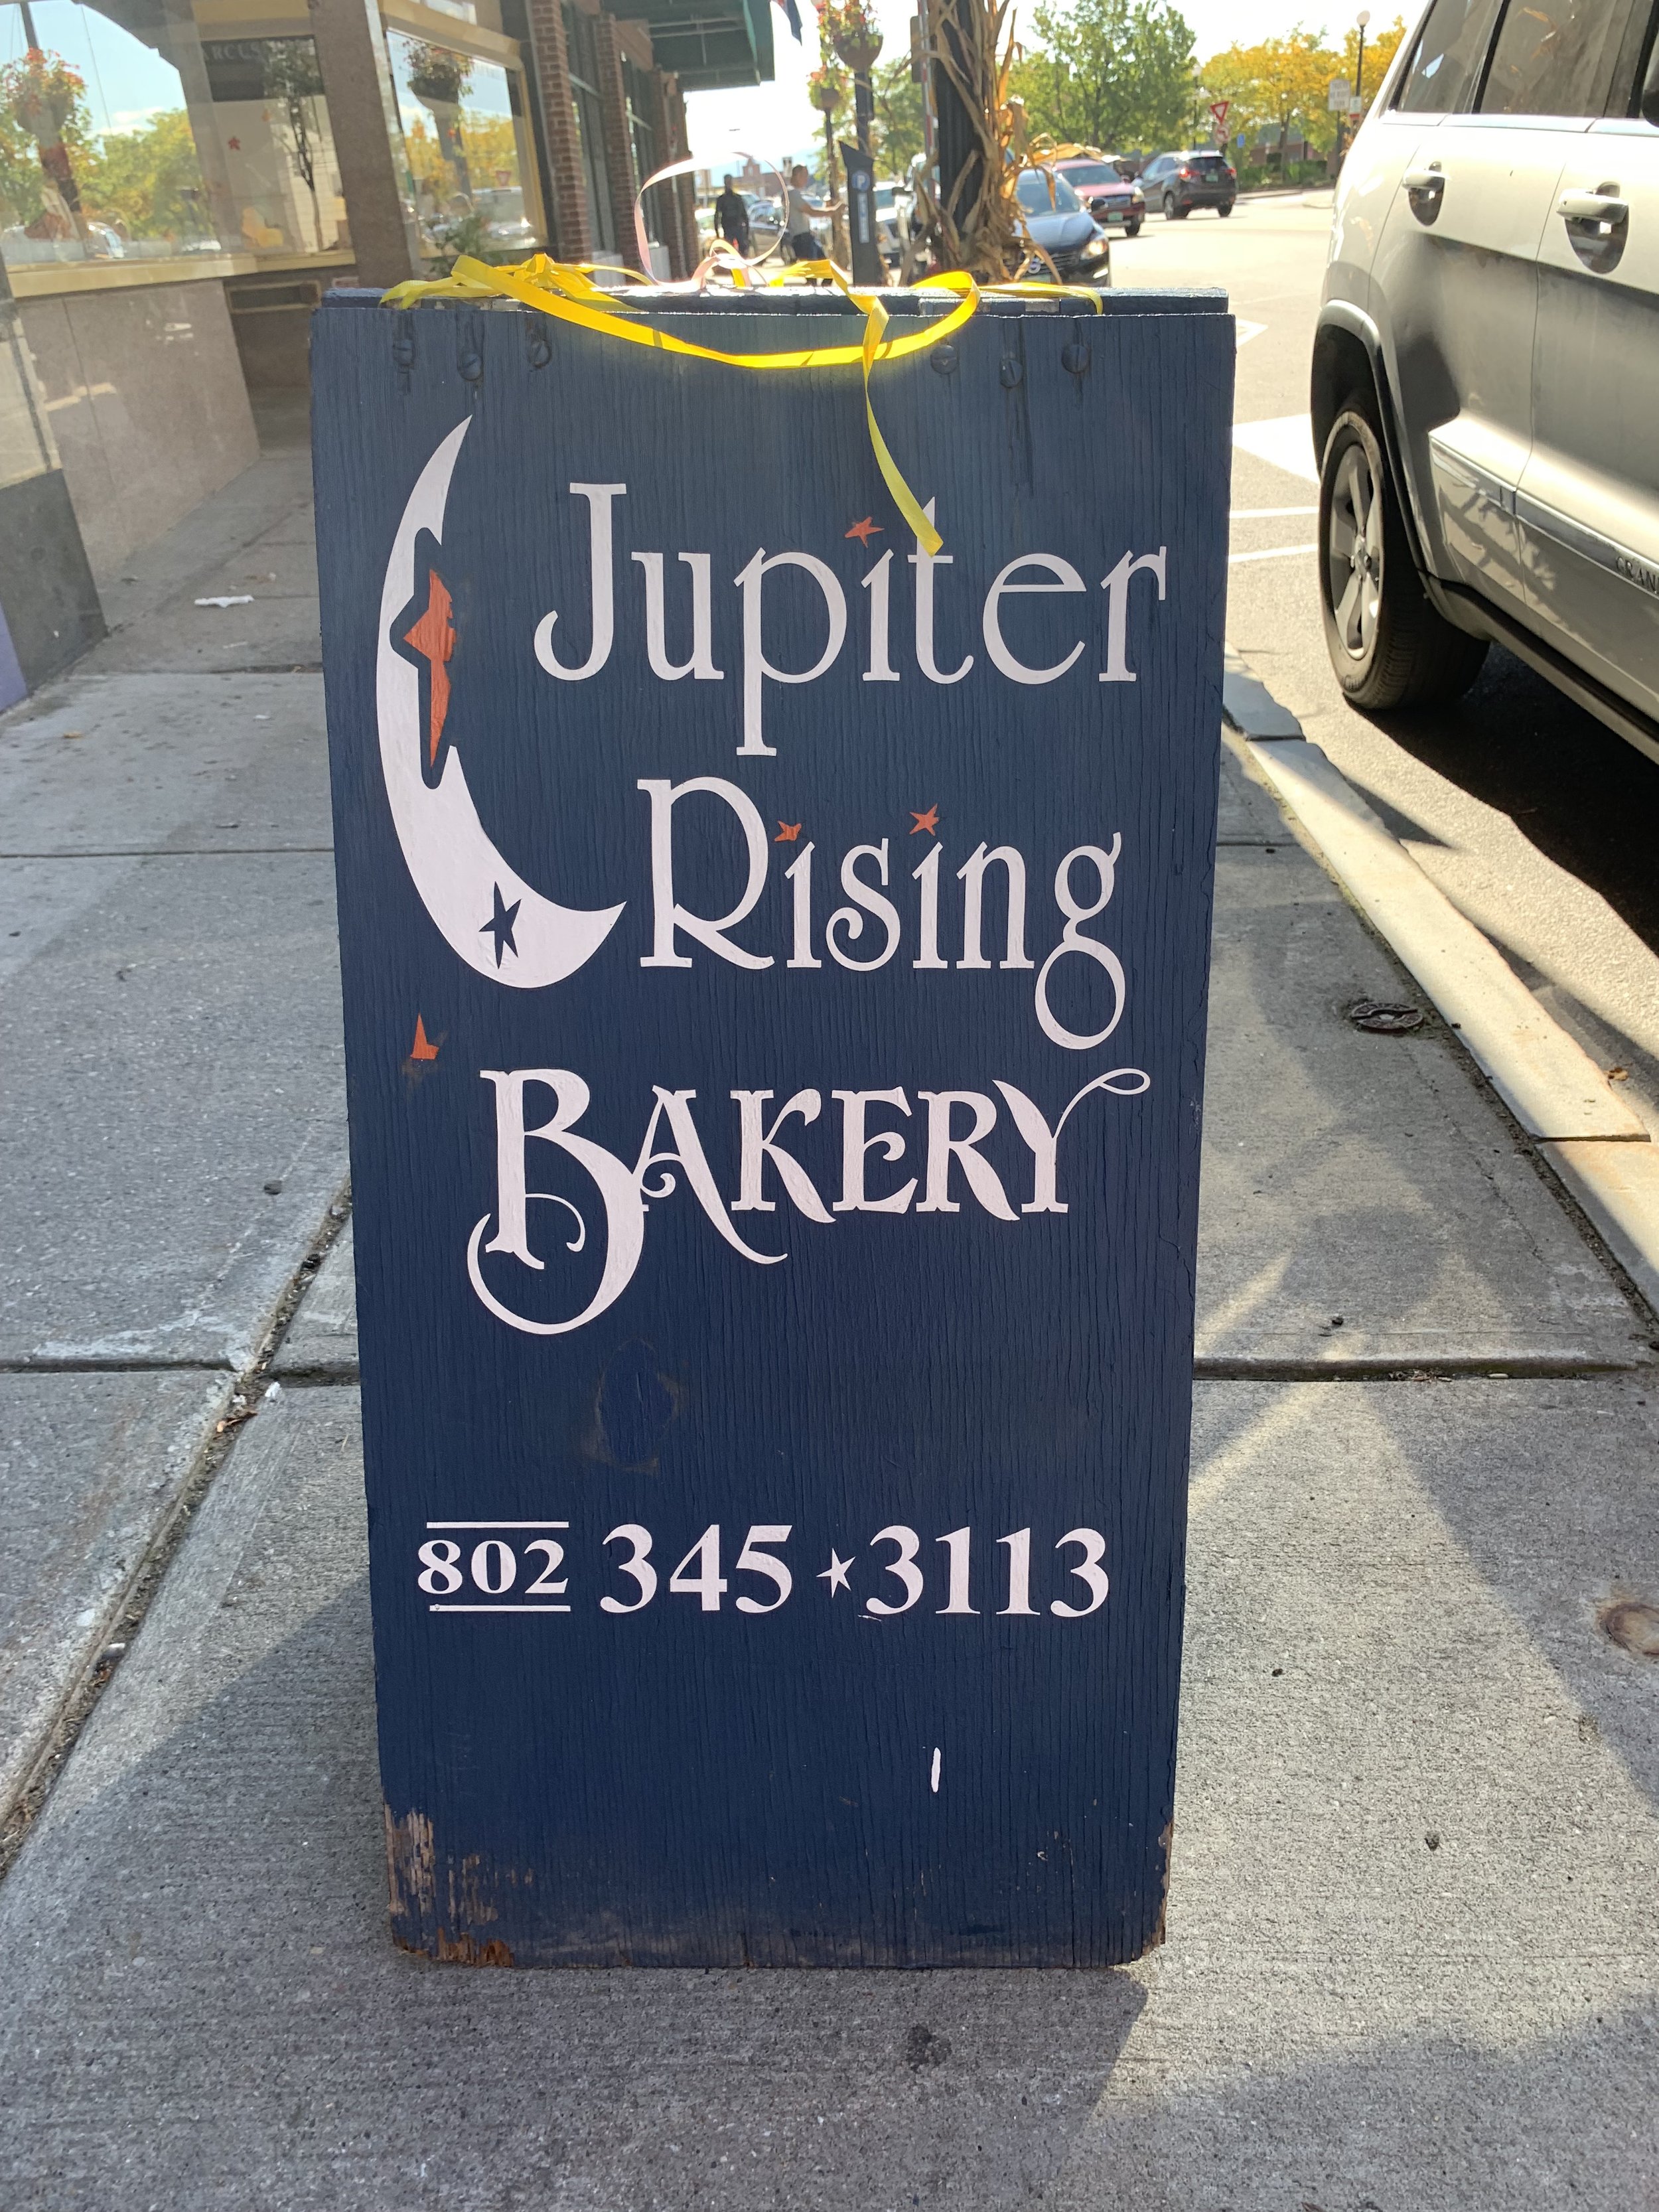 Jupiter
Rising
BAKERY
802 345 3113